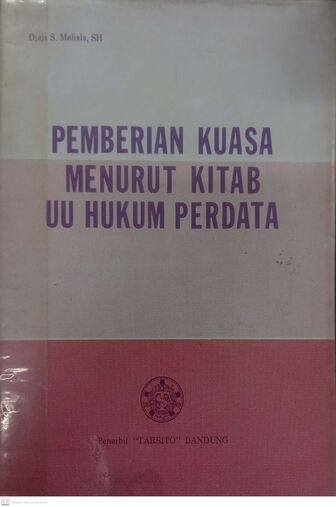 Djaja S. Meliala, SH
PEMBERIAN KUASA
MENURUT KITAB
UU HUKUM PERDATA
Penerbit "TARSITO" BANDUNG